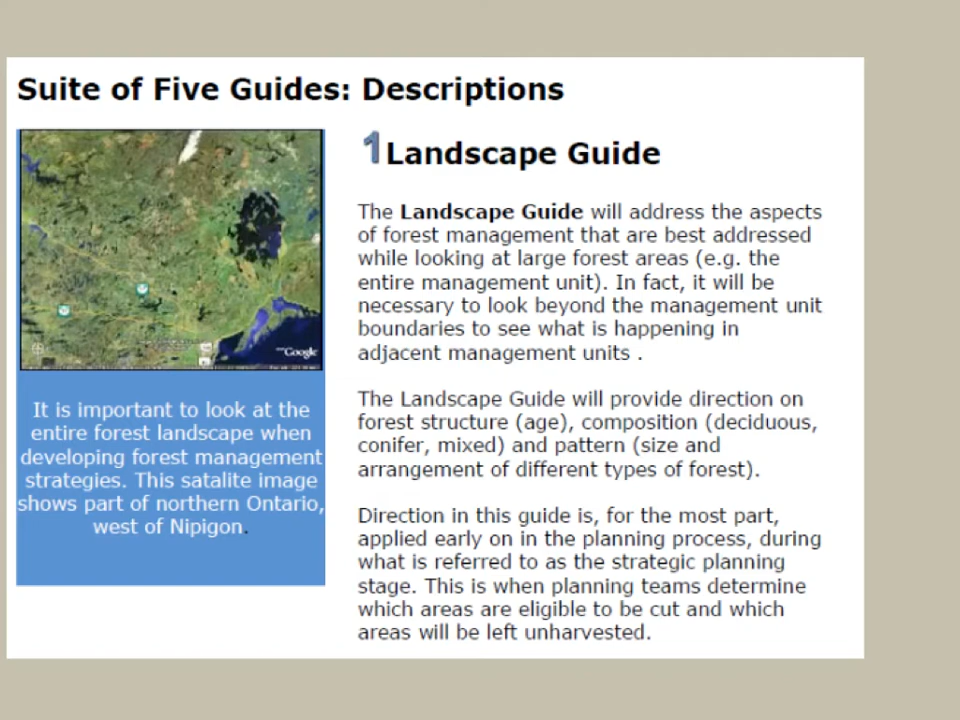 Suite of Five Guides: Descriptions
1Landscape Guide
Google
It is important to look at the
entire forest landscape when
developing forest management
strategies. This satalite image
shows part of northern Ontario,
west of Nipigon.
The Landscape Guide will address the aspects
of forest management that are best addressed
while looking at large forest areas (e.g. the
entire management unit). In fact, it will be
necessary to look beyond the management unit
boundaries to see what is happening in
adjacent management units .
The Landscape Guide will provide direction on
forest structure (age), composition (deciduous,
conifer, mixed) and pattern (size and
arrangement of different types of forest).
Direction in this guide is, for the most part,
applied early on in the planning process, during
what is referred to as the strategic planning
stage. This is when planning teams determine
which areas are eligible to be cut and which
areas will be left unharvested.